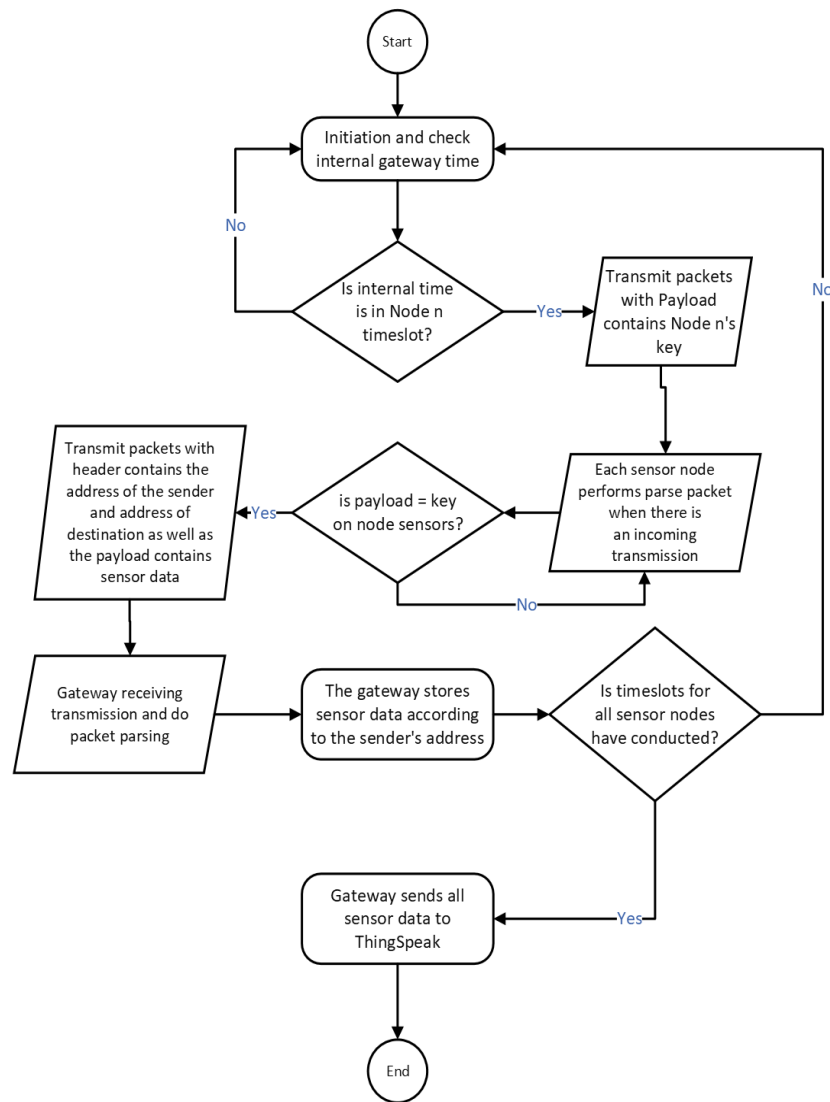 Start
Initiation and check
internal gateway time
No
Is internal time
is in Node n
timeslot?
Yes
Transmit packets
with Payload
contains Node n's
key
No
Transmit packets with
header contains the
address of the sender
and address of
destination as well as
the payload contains
sensor data
Yes
is payload = key
on node sensors?
Each sensor node
performs parse packet
when there is
an incoming
transmission
No
Gateway receiving
transmission and do
packet parsing
The gateway stores
sensor data according
to the sender's address
Is timeslots for
all sensor nodes
have conducted?
Gateway sends all
sensor data to
ThingSpeak
Yes
End